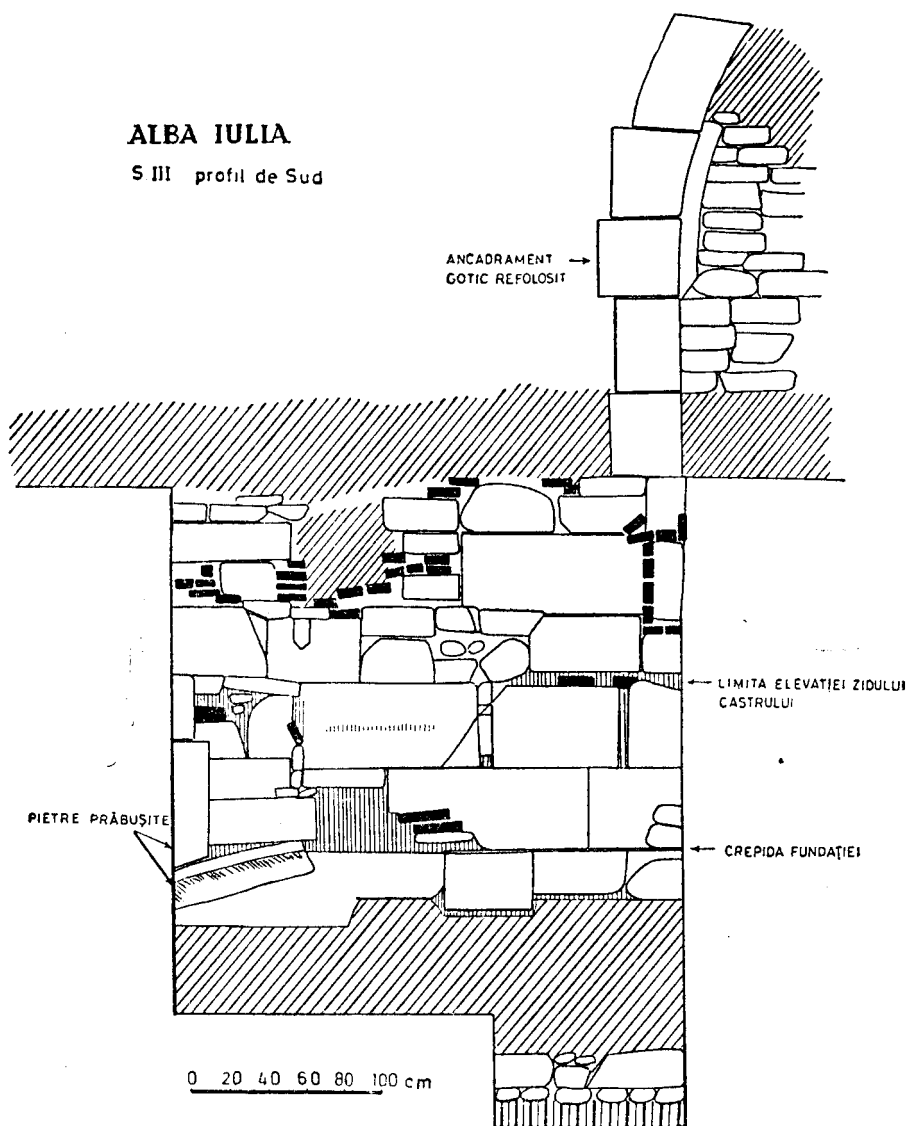 ALBA IULIA
S III profil de Sud
ANCADRAMENT
GOTIC REFOLOSIT
LIMITA ELEVAȚIEI ZIDULUI
CASTRULUI
PIETRE PRĂBUȘITE
CREPIDA FUNDAȚIEI
0 20 40 60 80 100 cm